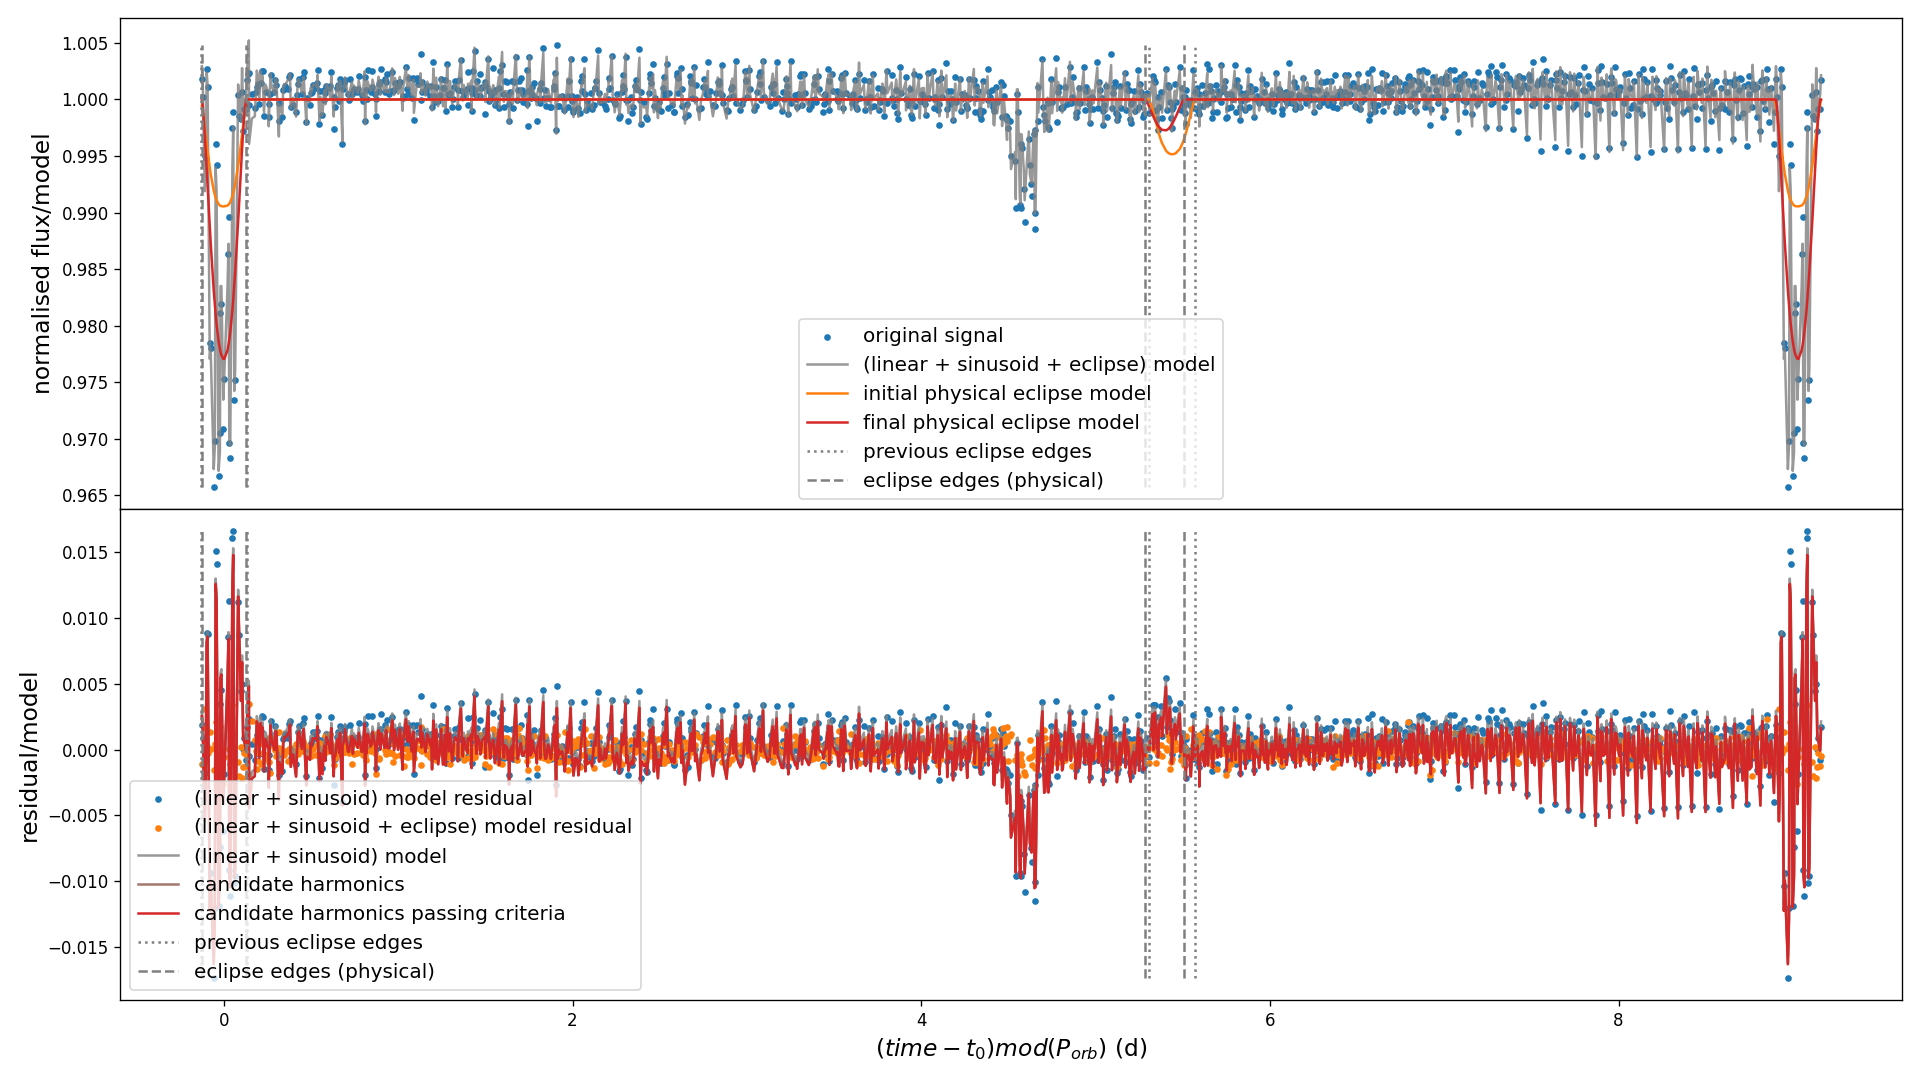 normalised flux/model
1.005
1.000
0.995
0.990
0.985
0.980
0.975
0.970
0.965
original signal
(linear + sinusoid + eclipse) model
initial physical eclipse model
final physical eclipse model
previous eclipse edges
eclipse edges (physical)
residual/model
0.015
0.010
0.005
0.000
−0.005
−0.010
−0.015
(linear + sinusoid) model residual
(linear + sinusoid + eclipse) model residual
(linear + sinusoid) model
candidate harmonics
candidate harmonics passing criteria
previous eclipse edges
eclipse edges (physical)
0 2 4 6 8
(time − t₀)mod(P_orb) (d)